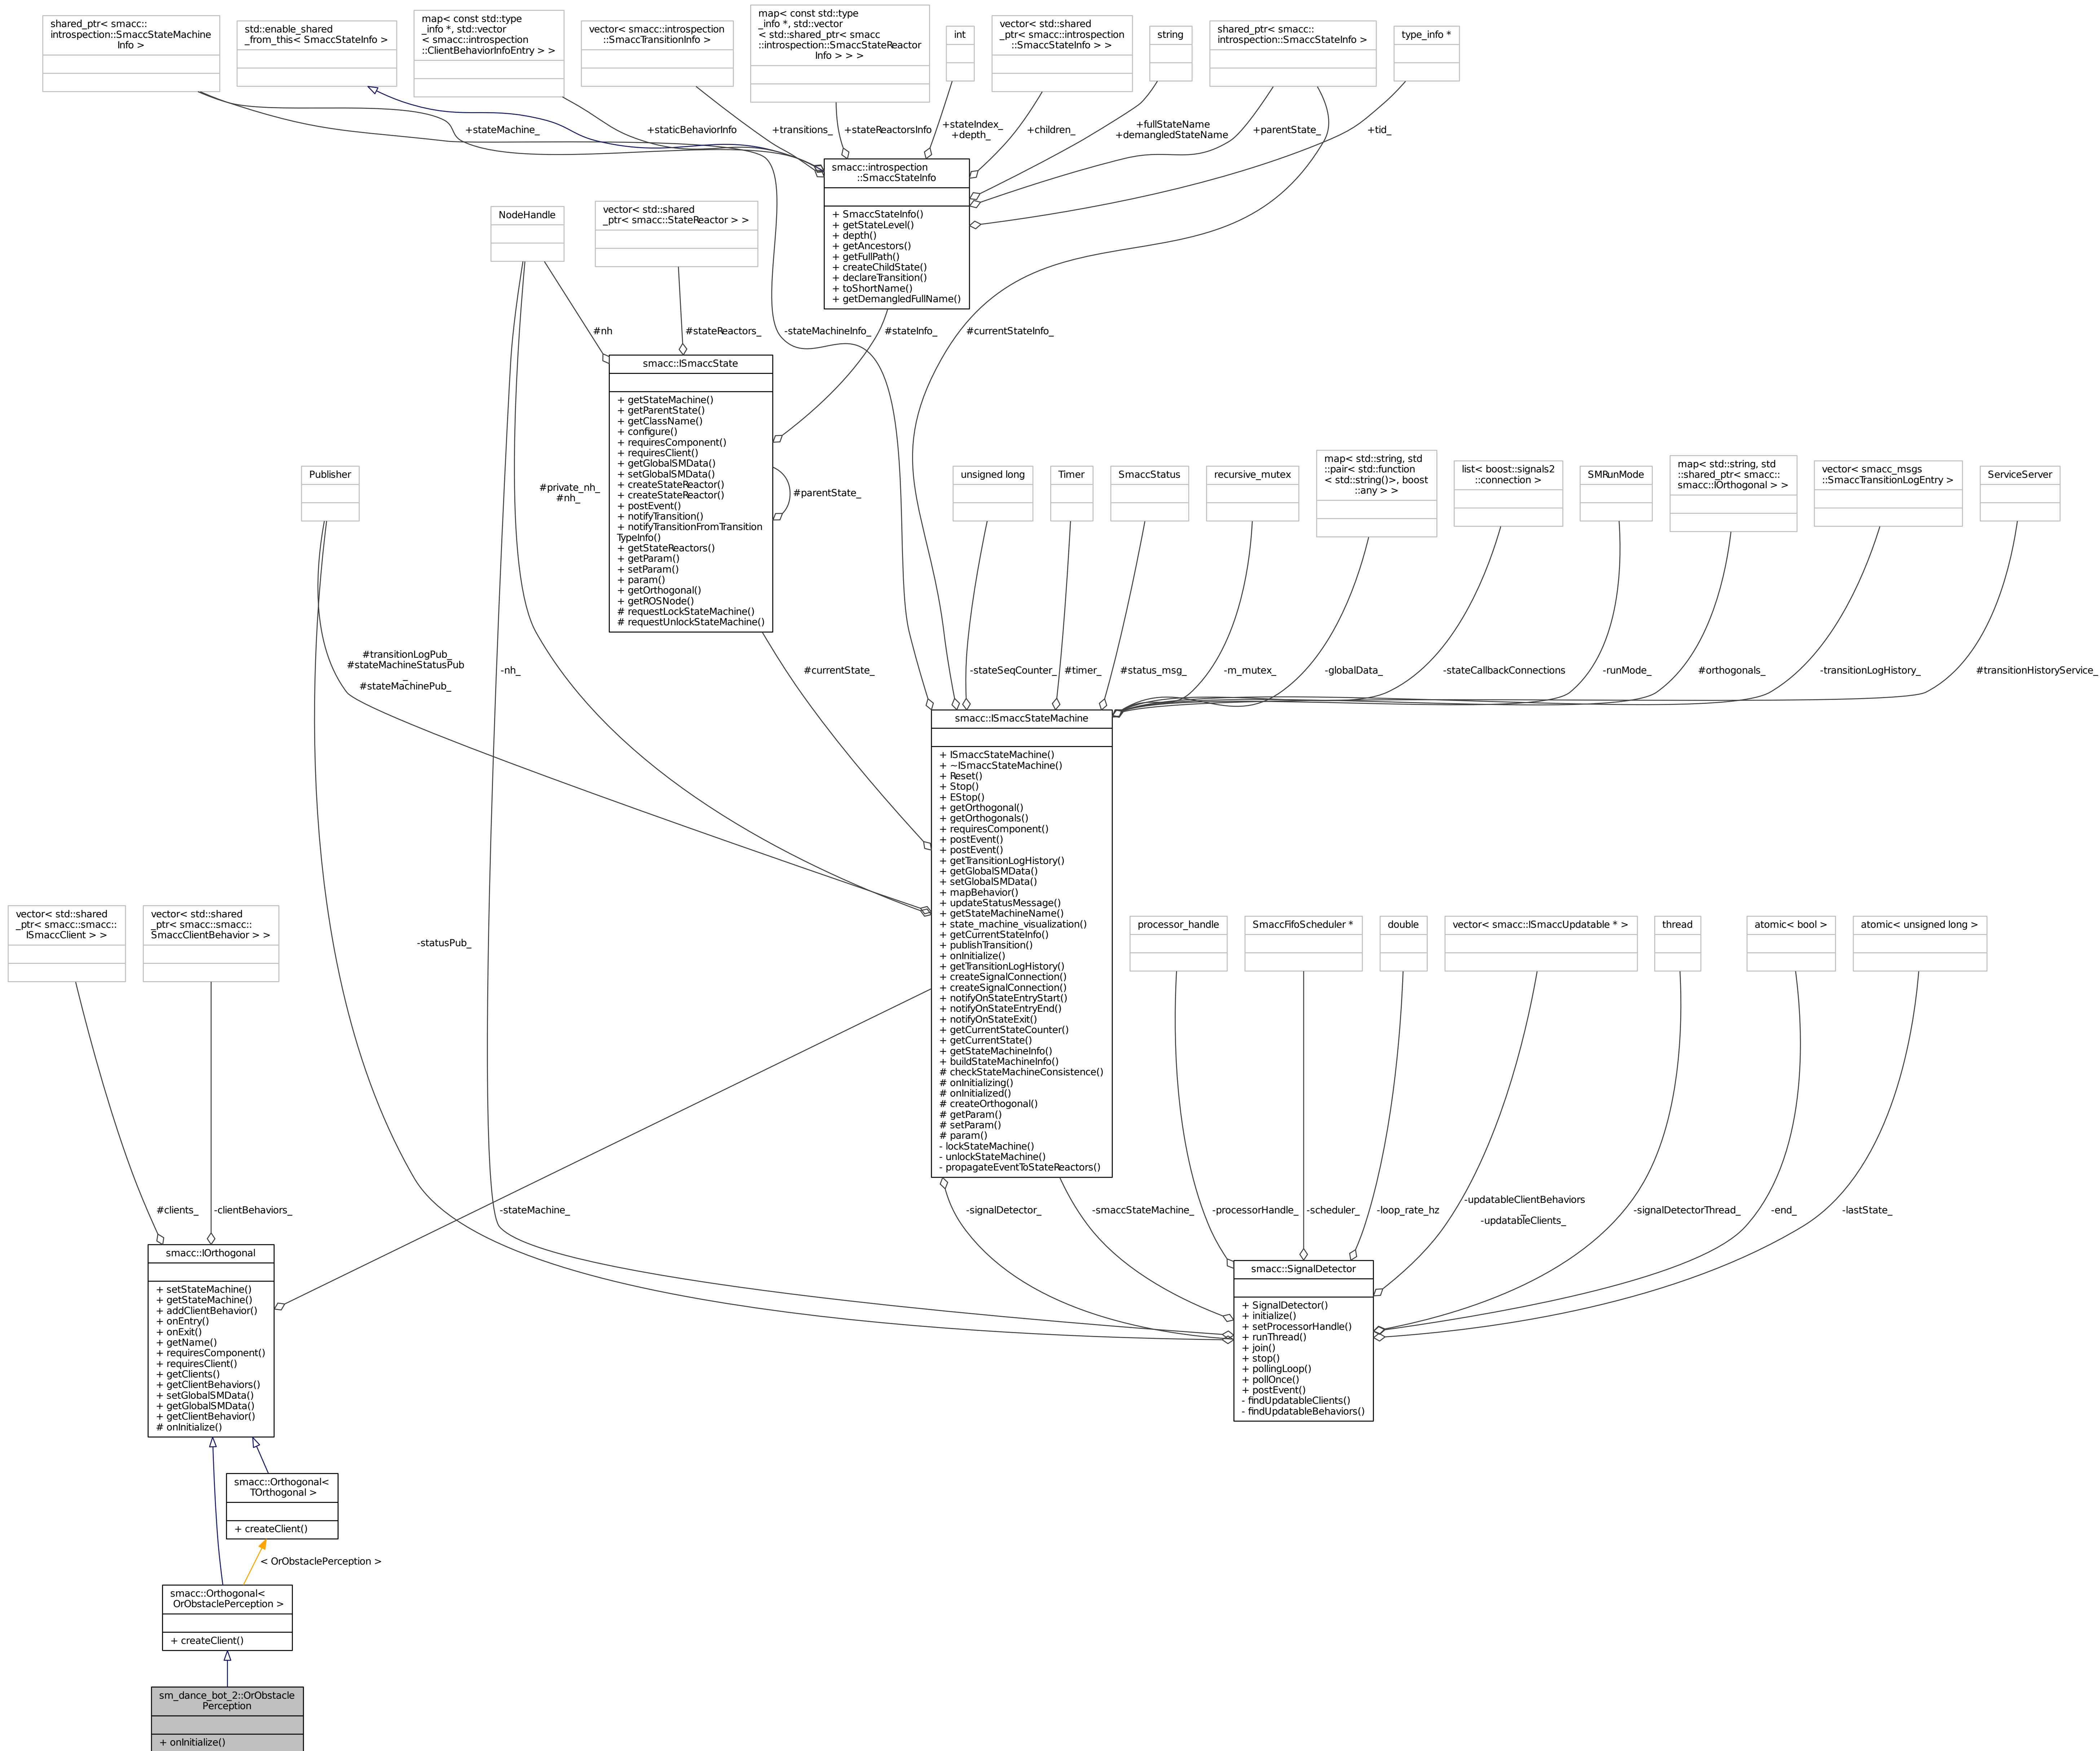 shared_ptr< smacc::
introspection::SmaccStateMachine
Info >
std::enable_shared
_from_this< SmaccStateInfo >
map< const std::type
_info *, std::vector
< smacc::introspection
::ClientBehaviorInfoEntry > >
vector< smacc::introspection
::SmaccTransitionInfo >
map< const std::type
_info *, std::vector
< std::shared_ptr< smacc
::introspection::SmaccStateReactor
Info > > >
int
vector< std::shared
_ptr< smacc::introspection
::SmaccStateInfo > >
string
shared_ptr< smacc::
introspection::SmaccStateInfo >
type_info *
+stateMachine_
+staticBehaviorInfo
+transitions_
+stateReactorsInfo
+stateIndex_
+depth_
+children_
+fullStateName
+demangledStateName
+parentState_
+tid_
smacc::introspection
::SmaccStateInfo
+ SmaccStateInfo()
+ getStateLevel()
+ depth()
+ getAncestors()
+ getFullPath()
+ createChildState()
+ declareTransition()
+ toShortName()
+ getDemangledFullName()
NodeHandle
vector< std::shared
_ptr< smacc::StateReactor > >
#nh
#stateReactors_
-stateMachineInfo_
#stateInfo_
#currentStateInfo_
smacc::ISmaccState
+ getStateMachine()
+ getParentState()
+ getClassName()
+ configure()
+ requiresComponent()
+ requiresClient()
+ getGlobalSMData()
+ setGlobalSMData()
+ createStateReactor()
+ createStateReactor()
+ postEvent()
+ notifyTransition()
+ notifyTransitionFromTransition
TypeInfo()
+ getStateReactors()
+ getParam()
+ setParam()
+ param()
+ getOrthogonal()
+ getROSNode()
# requestLockStateMachine()
# requestUnlockStateMachine()
#parentState_
Publisher
#private_nh_
#nh_
unsigned long
Timer
SmaccStatus
recursive_mutex
map< std::string, std
::pair< std::function
< std::string()>, boost
::any > >
list< boost::signals2
::connection >
SMRunMode
map< std::string, std
::shared_ptr< smacc::
smacc::IOrthogonal > >
vector< smacc_msgs
::SmaccTransitionLogEntry >
ServiceServer
#transitionLogPub_
#stateMachineStatusPub
_
#stateMachinePub_
-nh_
#currentState_
-stateSeqCounter_
#timer_
#status_msg_
-m_mutex_
-globalData_
-stateCallbackConnections
-runMode_
#orthogonals_
-transitionLogHistory_
#transitionHistoryService_
smacc::ISmaccStateMachine
+ ISmaccStateMachine()
+ ~ISmaccStateMachine()
+ Reset()
+ Stop()
+ EStop()
+ getOrthogonal()
+ getOrthogonals()
+ requiresComponent()
+ postEvent()
+ postEvent()
+ getTransitionLogHistory()
+ getGlobalSMData()
+ setGlobalSMData()
+ mapBehavior()
+ updateStatusMessage()
+ getStateMachineName()
+ state_machine_visualization()
+ getCurrentStateInfo()
+ publishTransition()
+ onInitialize()
+ getTransitionLogHistory()
+ createSignalConnection()
+ createSignalConnection()
+ notifyOnStateEntryStart()
+ notifyOnStateEntryEnd()
+ notifyOnStateExit()
+ getCurrentStateCounter()
+ getCurrentState()
+ getStateMachineInfo()
+ buildStateMachineInfo()
# checkStateMachineConsistence()
# onInitializing()
# onInitialized()
# createOrthogonal()
# getParam()
# setParam()
# param()
- lockStateMachine()
- unlockStateMachine()
- propagateEventToStateReactors()
vector< std::shared
_ptr< smacc::smacc::
ISmaccClient > >
vector< std::shared
_ptr< smacc::smacc::
SmaccClientBehavior > >
-statusPub_
processor_handle
SmaccFifoScheduler *
double
vector< smacc::ISmaccUpdatable * >
thread
atomic< bool >
atomic< unsigned long >
#clients_
-clientBehaviors_
-stateMachine_
-signalDetector_
-smaccStateMachine_
-processorHandle_
-scheduler_
-loop_rate_hz
-updatableClientBehaviors
_
-updatableClients_
-signalDetectorThread_
-end_
-lastState_
smacc::IOrthogonal
+ setStateMachine()
+ getStateMachine()
+ addClientBehavior()
+ onEntry()
+ onExit()
+ getName()
+ requiresComponent()
+ requiresClient()
+ getClients()
+ getClientBehaviors()
+ setGlobalSMData()
+ getGlobalSMData()
+ getClientBehavior()
# onInitialize()
smacc::SignalDetector
+ SignalDetector()
+ initialize()
+ setProcessorHandle()
+ runThread()
+ join()
+ stop()
+ pollingLoop()
+ pollOnce()
+ postEvent()
- findUpdatableClients()
- findUpdatableBehaviors()
smacc::Orthogonal<
TOrthogonal >
+ createClient()
< OrObstaclePerception >
smacc::Orthogonal<
OrObstaclePerception >
+ createClient()
sm_dance_bot_2::OrObstacle
Perception
+ onInitialize()